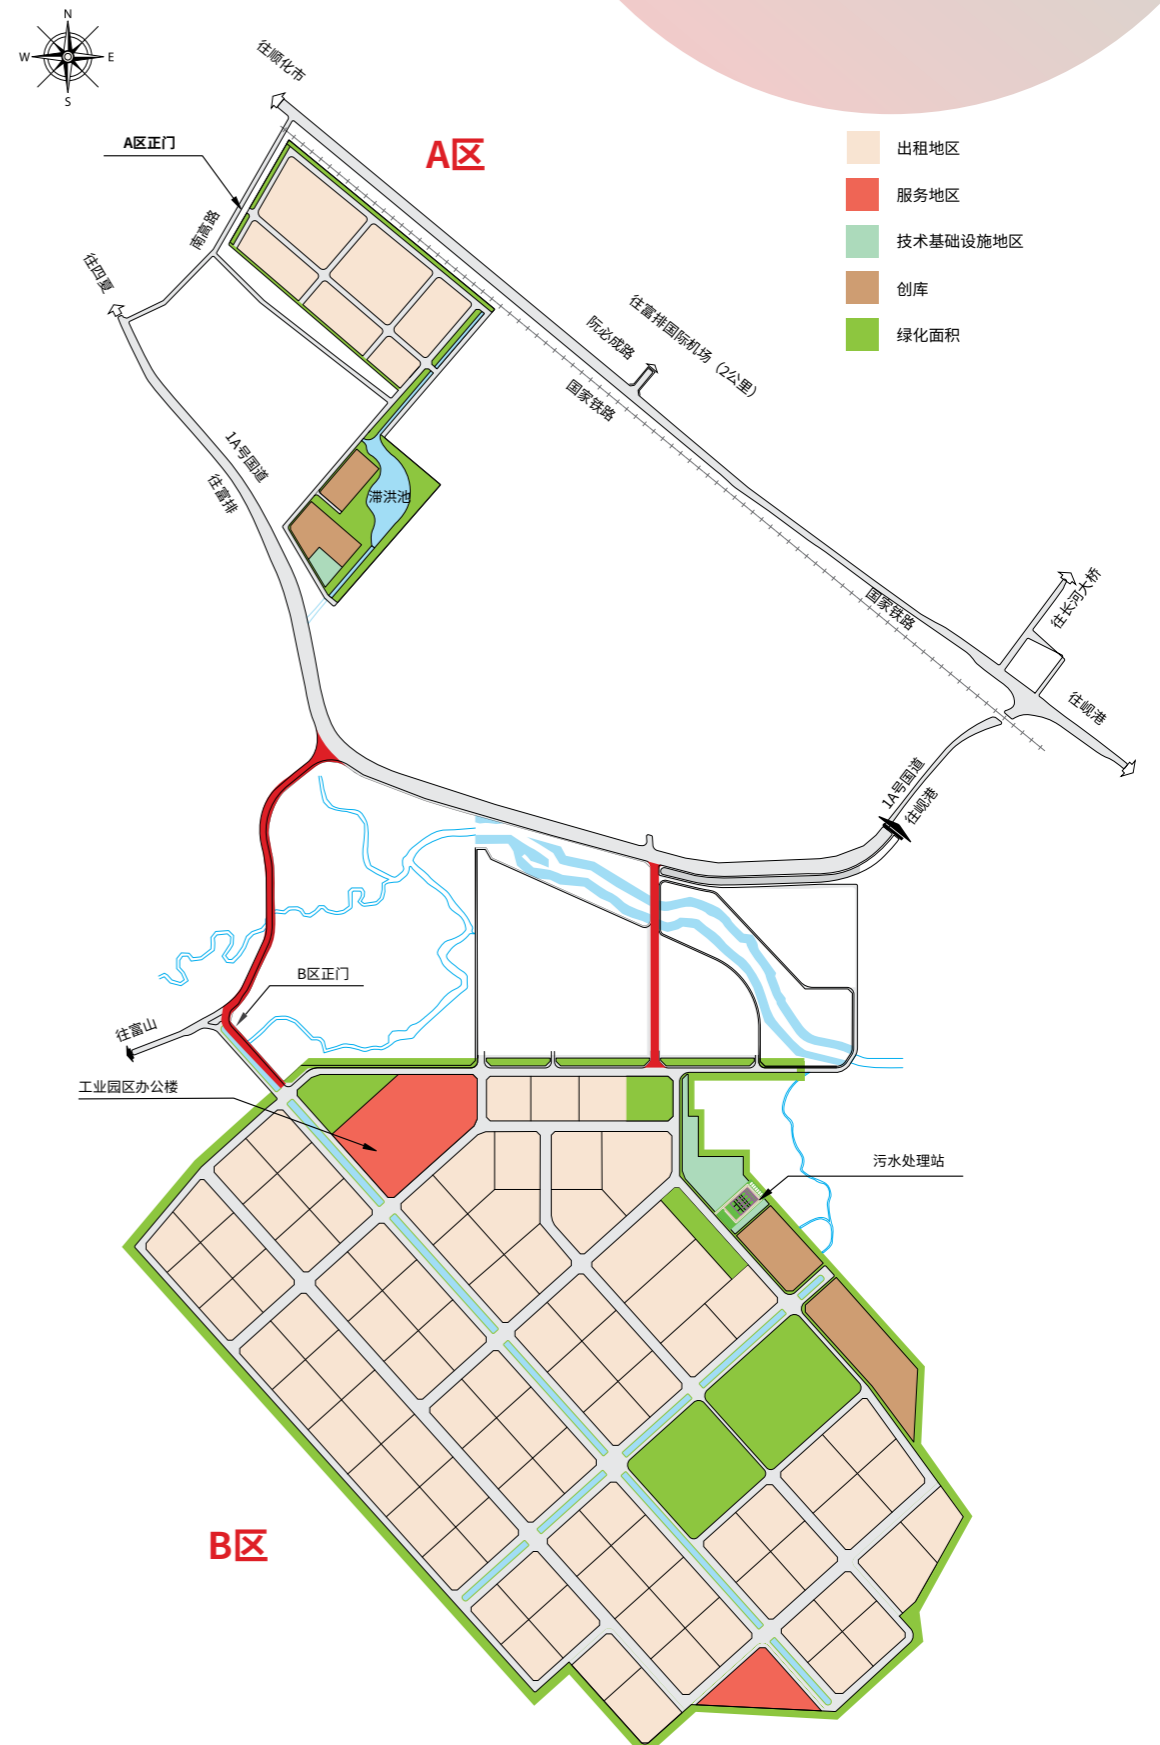 N
W
E
S
往顺化市
A区正门
A区
南高路
往四夏
出租地区
服务地区
技术基础设施地区
创库
绿化面积
往富排国际机场（2公里）
阮必成路
国家铁路
1A号国道
往富排
滞洪池
国家铁路
往长河大桥
往岘港
1A号国道
往岘港
B区正门
往富山
工业园区办公楼
污水处理站
B区